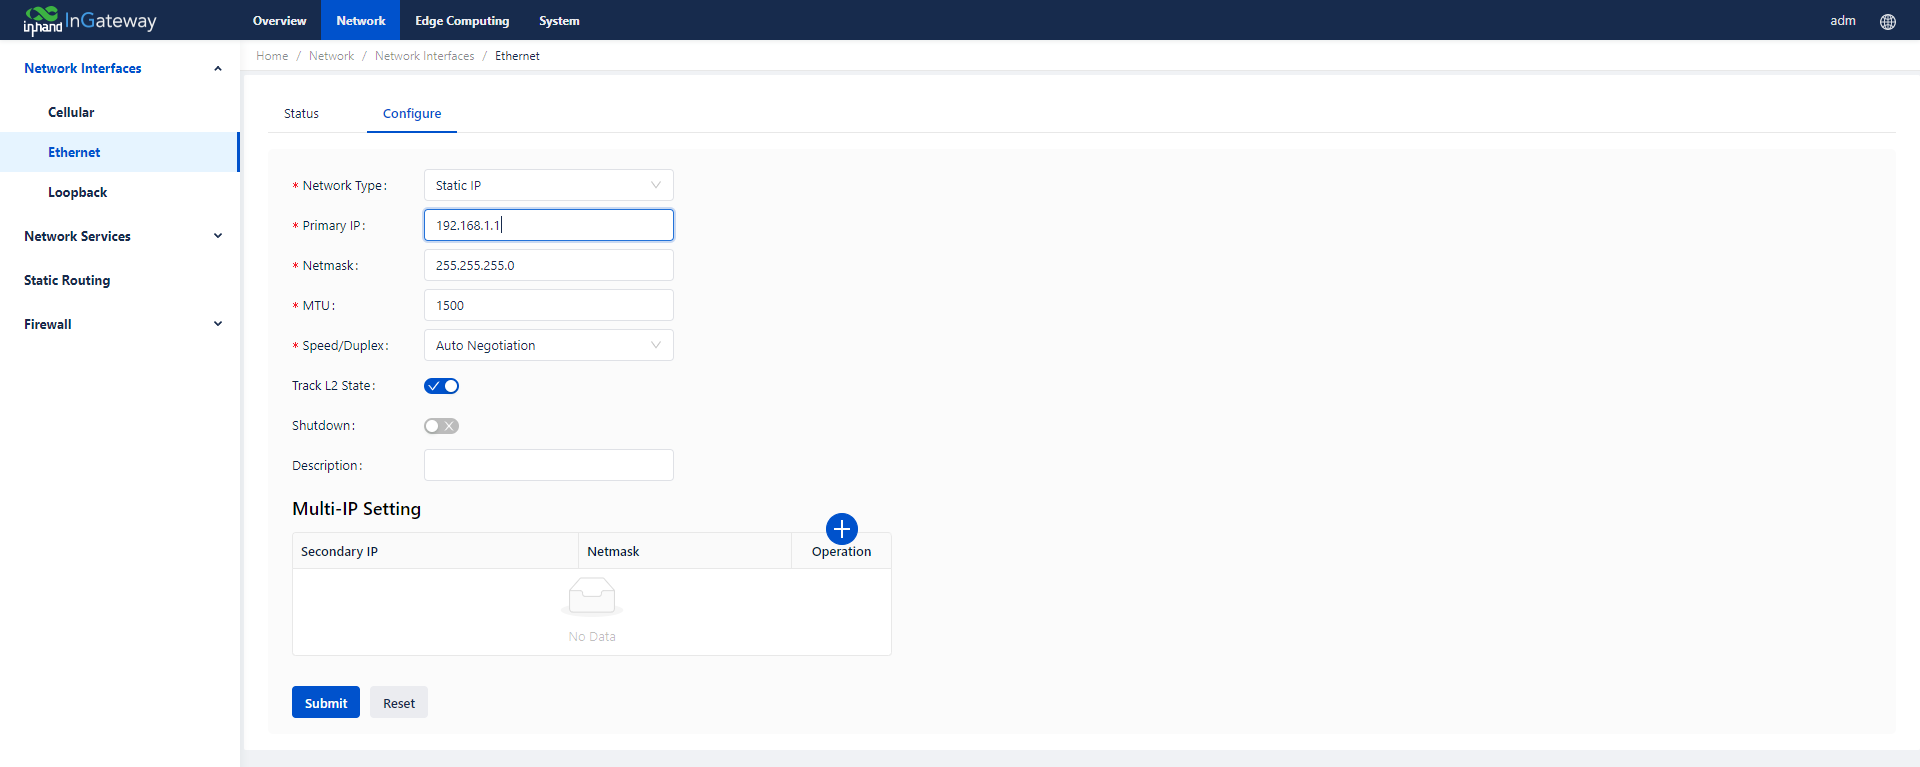 inhand InGateway Overview Network Edge Computing System adm
Home / Network / Network Interfaces / Ethernet
Network Interfaces
Cellular
Ethernet
Loopback
Network Services
Static Routing
Firewall
Status Configure
* Network Type: Static IP
* Primary IP: 192.168.1.1
* Netmask: 255.255.255.0
* MTU: 1500
* Speed/Duplex: Auto Negotiation
Track L2 State:
Shutdown:
Description:
Multi-IP Setting
Secondary IP Netmask Operation
No Data
Submit Reset